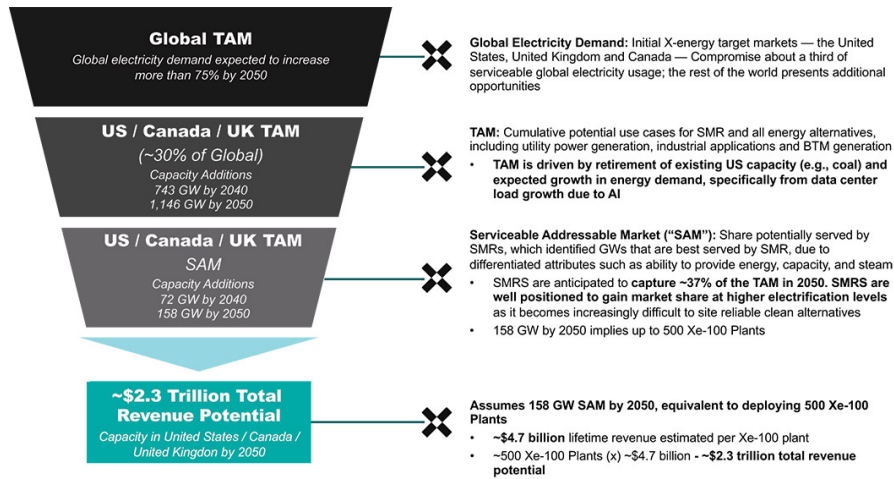 Global TAM
Global electricity demand expected to increase
more than 75% by 2050
Global Electricity Demand: Initial X-energy target markets — the United
States, United Kingdom and Canada — Compromise about a third of
serviceable global electricity usage; the rest of the world presents additional
opportunities
US / Canada / UK TAM
(~30% of Global)
Capacity Additions
743 GW by 2040
1,146 GW by 2050
TAM: Cumulative potential use cases for SMR and all energy alternatives,
including utility power generation, industrial applications and BTM generation
• TAM is driven by retirement of existing US capacity (e.g., coal) and
expected growth in energy demand, specifically from data center
load growth due to AI
US / Canada / UK TAM
SAM
Capacity Additions
72 GW by 2040
158 GW by 2050
Serviceable Addressable Market (“SAM”): Share potentially served by
SMRs, which identified GWs that are best served by SMR, due to
differentiated attributes such as ability to provide energy, capacity, and steam
• SMRS are anticipated to capture ~37% of the TAM in 2050. SMRS are
well positioned to gain market share at higher electrification levels
as it becomes increasingly difficult to site reliable clean alternatives
• 158 GW by 2050 implies up to 500 Xe-100 Plants
~$2.3 Trillion Total
Revenue Potential
Capacity in United States / Canada /
United Kingdon by 2050
Assumes 158 GW SAM by 2050, equivalent to deploying 500 Xe-100
Plants
• ~$4.7 billion lifetime revenue estimated per Xe-100 plant
• ~500 Xe-100 Plants (x) ~$4.7 billion - ~$2.3 trillion total revenue
potential